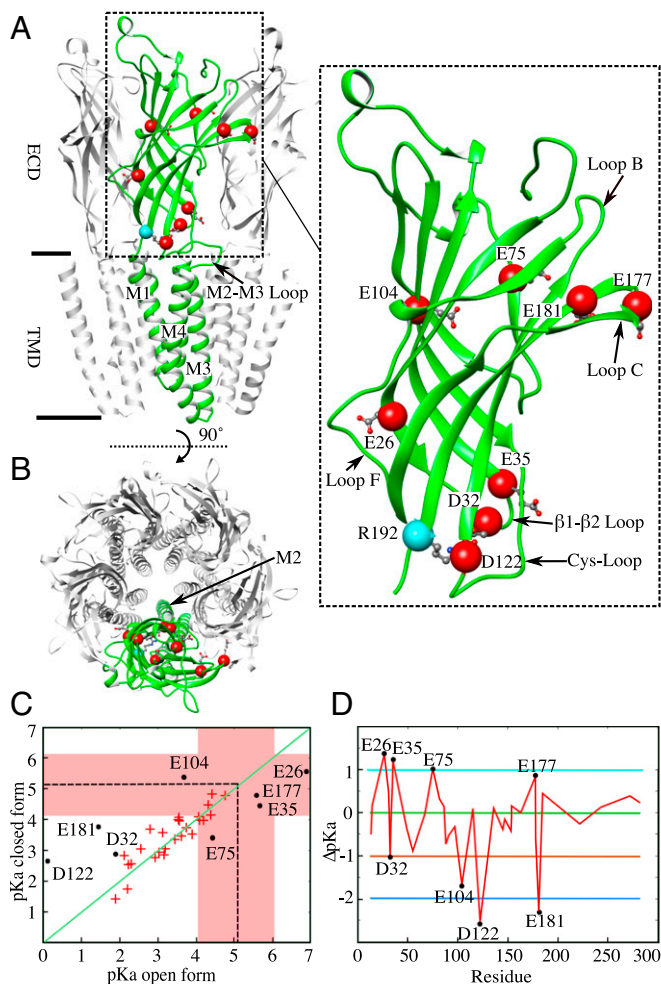 A
ECD
TMD
M1
M2-M3 Loop
M4
M3
90°
Loop B
E75
E104
E177
E181
Loop C
E26
E35
Loop F
D32
β1-β2 Loop
R192
D122
Cys-Loop
B
M2
C
pKa closed form
7
6
5
4
3
2
1
E104
E26
E177
E35
E181
D32
E75
D122
0 1 2 3 4 5 6 7
pKa open form
D
ΔpKa
1
0
-1
-2
E26
E35
E75
E177
D32
E104
D122
E181
0 50 100 150 200 250 300
Residue